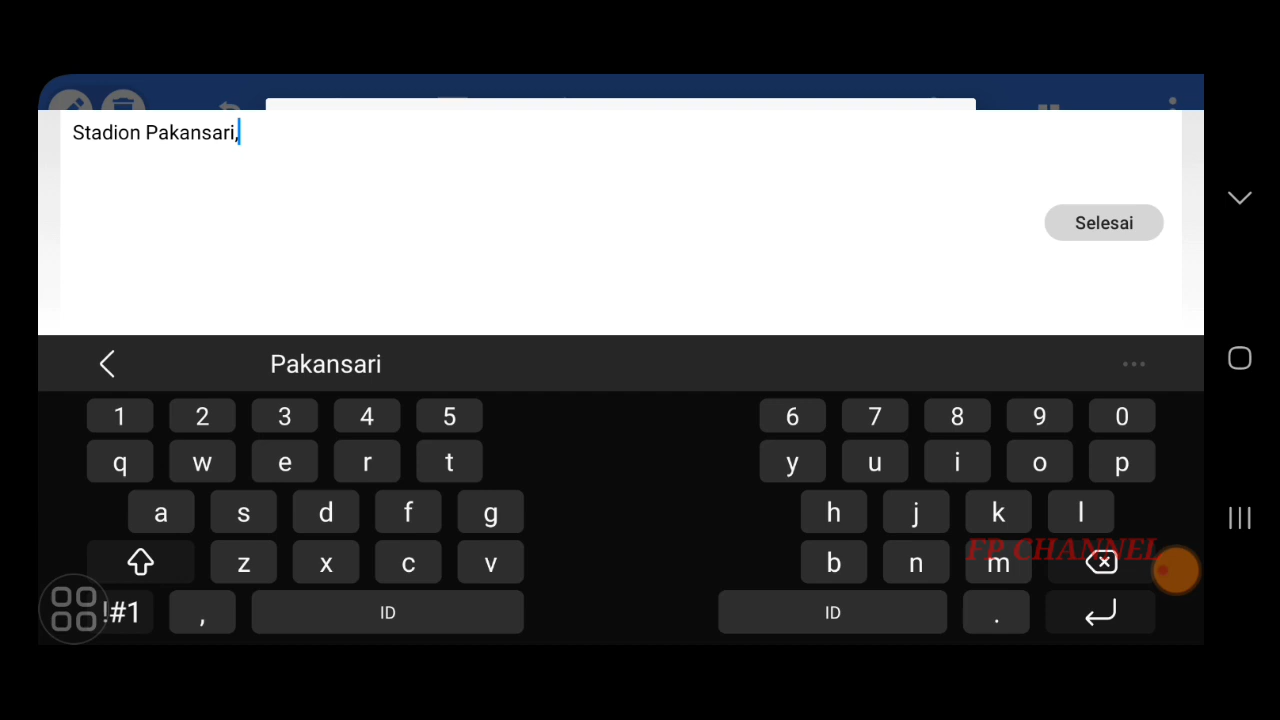 Stadion Pakansari,
Selesai
Pakansari
1 2 3 4 5 6 7 8 9 0
q w e r t y u i o p
a s d f g h j k l
FP CHANNEL
z x c v b n m
!#1 , ID ID .